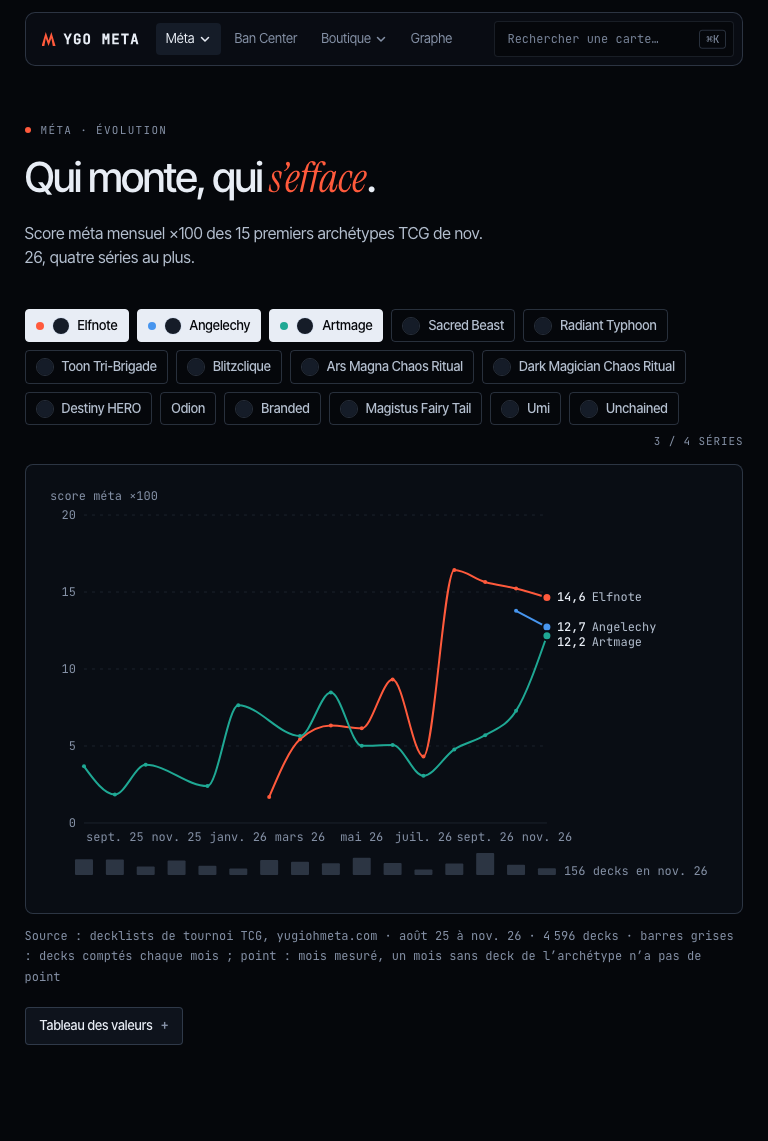 YGO META
Méta
Ban Center
Boutique
Graphe
Rechercher une carte…
⌘K
MÉTA · ÉVOLUTION
Qui monte, qui s’efface.
Score méta mensuel ×100 des 15 premiers archétypes TCG de nov.
26, quatre séries au plus.
Elfnote
Angelechy
Artmage
Sacred Beast
Radiant Typhoon
Toon Tri-Brigade
Blitzclique
Ars Magna Chaos Ritual
Dark Magician Chaos Ritual
Destiny HERO
Odion
Branded
Magistus Fairy Tail
Umi
Unchained
3 / 4 SÉRIES
score méta ×100
20
15
10
5
0
14,6 Elfnote
12,7 Angelechy
12,2 Artmage
sept. 25 nov. 25 janv. 26 mars 26 mai 26 juil. 26 sept. 26 nov. 26
156 decks en nov. 26
Source : decklists de tournoi TCG, yugiohmeta.com · août 25 à nov. 26 · 4 596 decks · barres grises
: decks comptés chaque mois ; point : mois mesuré, un mois sans deck de l’archétype n’a pas de
point
Tableau des valeurs +